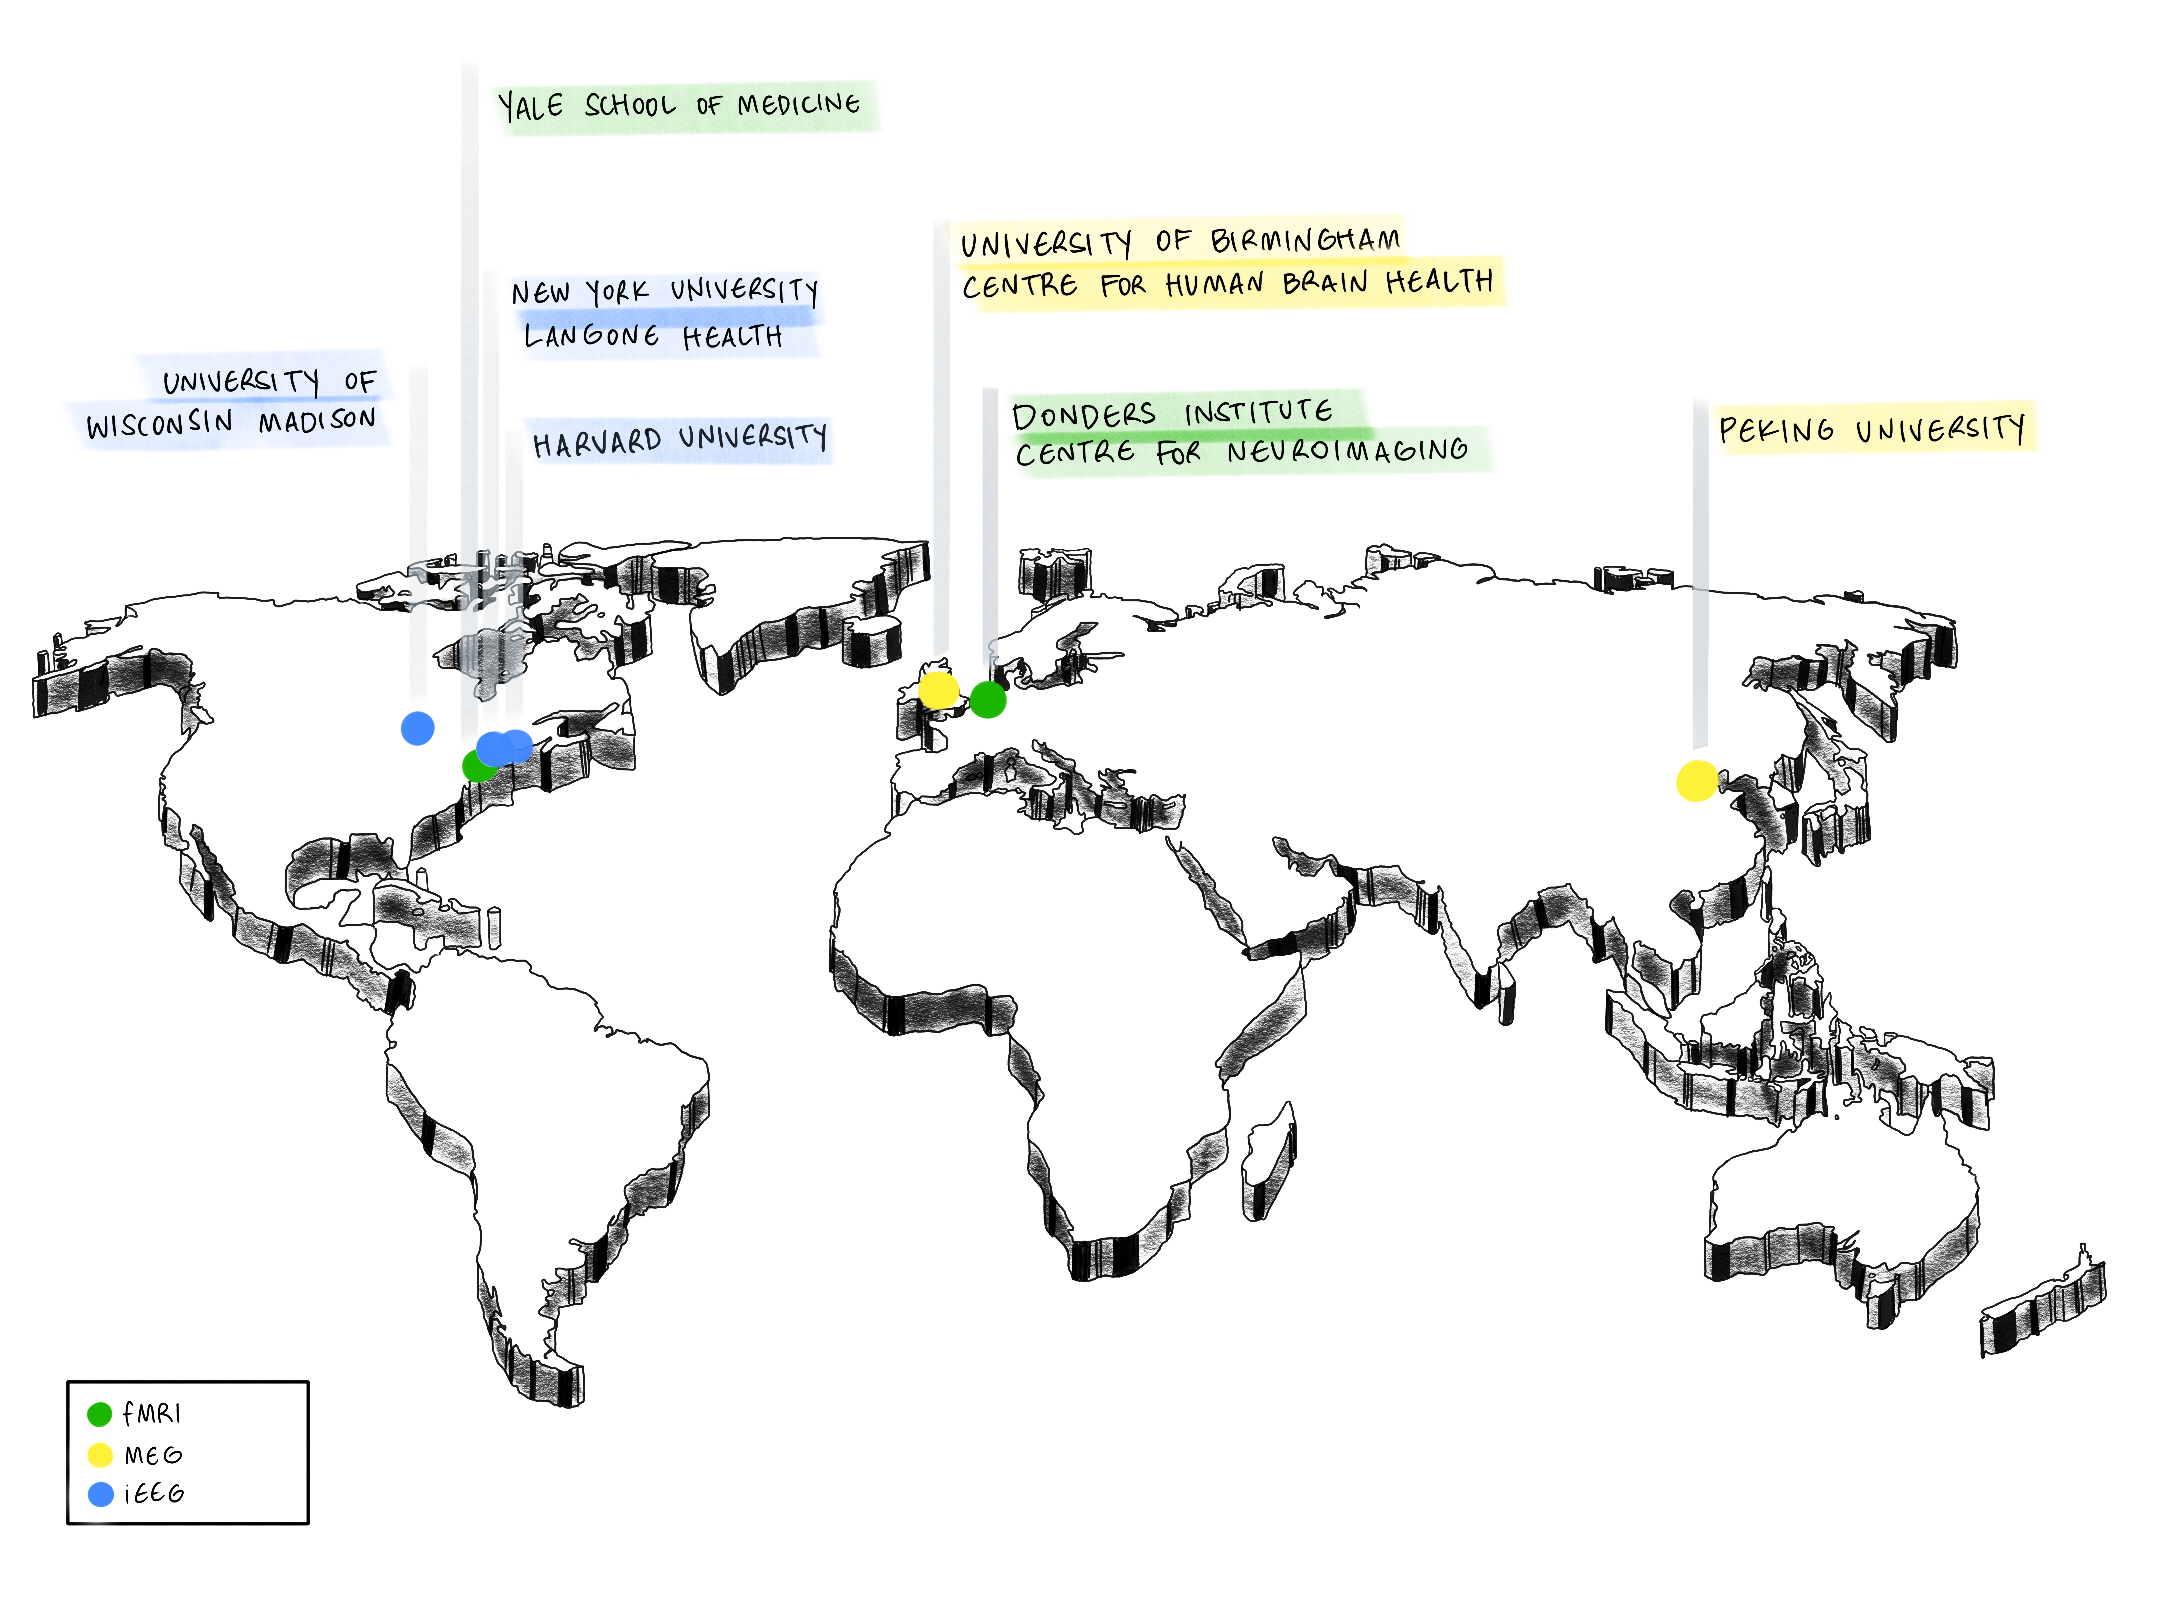 YALE SCHOOL OF MEDICINE
UNIVERSITY OF BIRMINGHAM
CENTRE FOR HUMAN BRAIN HEALTH
NEW YORK UNIVERSITY
LANGONE HEALTH
UNIVERSITY OF
WISCONSIN MADISON
HARVARD UNIVERSITY
DONDERS INSTITUTE
CENTRE FOR NEUROIMAGING
PEKING UNIVERSITY
fMRI
MEG
iEEG